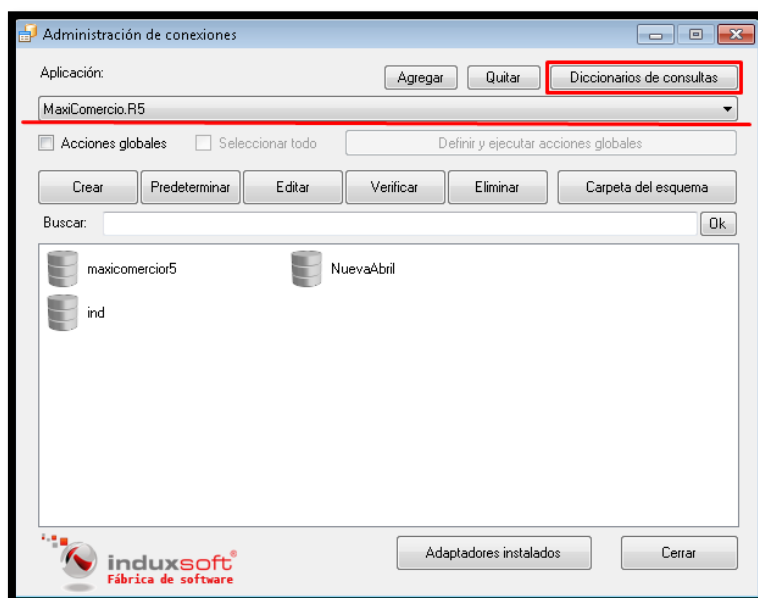 Administración de conexiones
Aplicación:
Agregar Quitar Diccionarios de consultas
MaxiComercio.R5
Acciones globales Seleccionar todo Definir y ejecutar acciones globales
Crear Predeterminar Editar Verificar Eliminar Carpeta del esquema
Buscar: Ok
maxicomercior5 NuevaAbril
ind
Adaptadores instalados Cerrar
induxsoft®
Fábrica de software